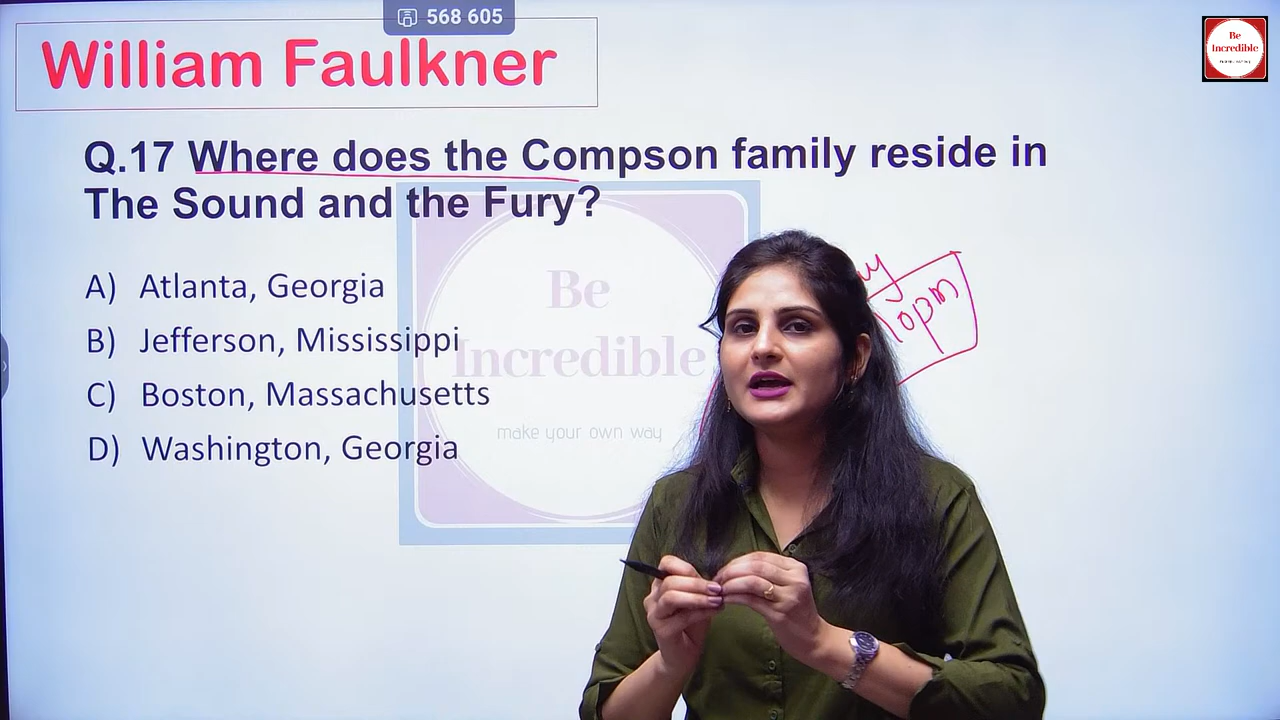 568 605
William Faulkner
Be
Incredible
Q.17 Where does the Compson family reside in
The Sound and the Fury?
A) Atlanta, Georgia
B) Jefferson, Mississippi
C) Boston, Massachusetts
D) Washington, Georgia
Be
Incredible
make your own way
10pm